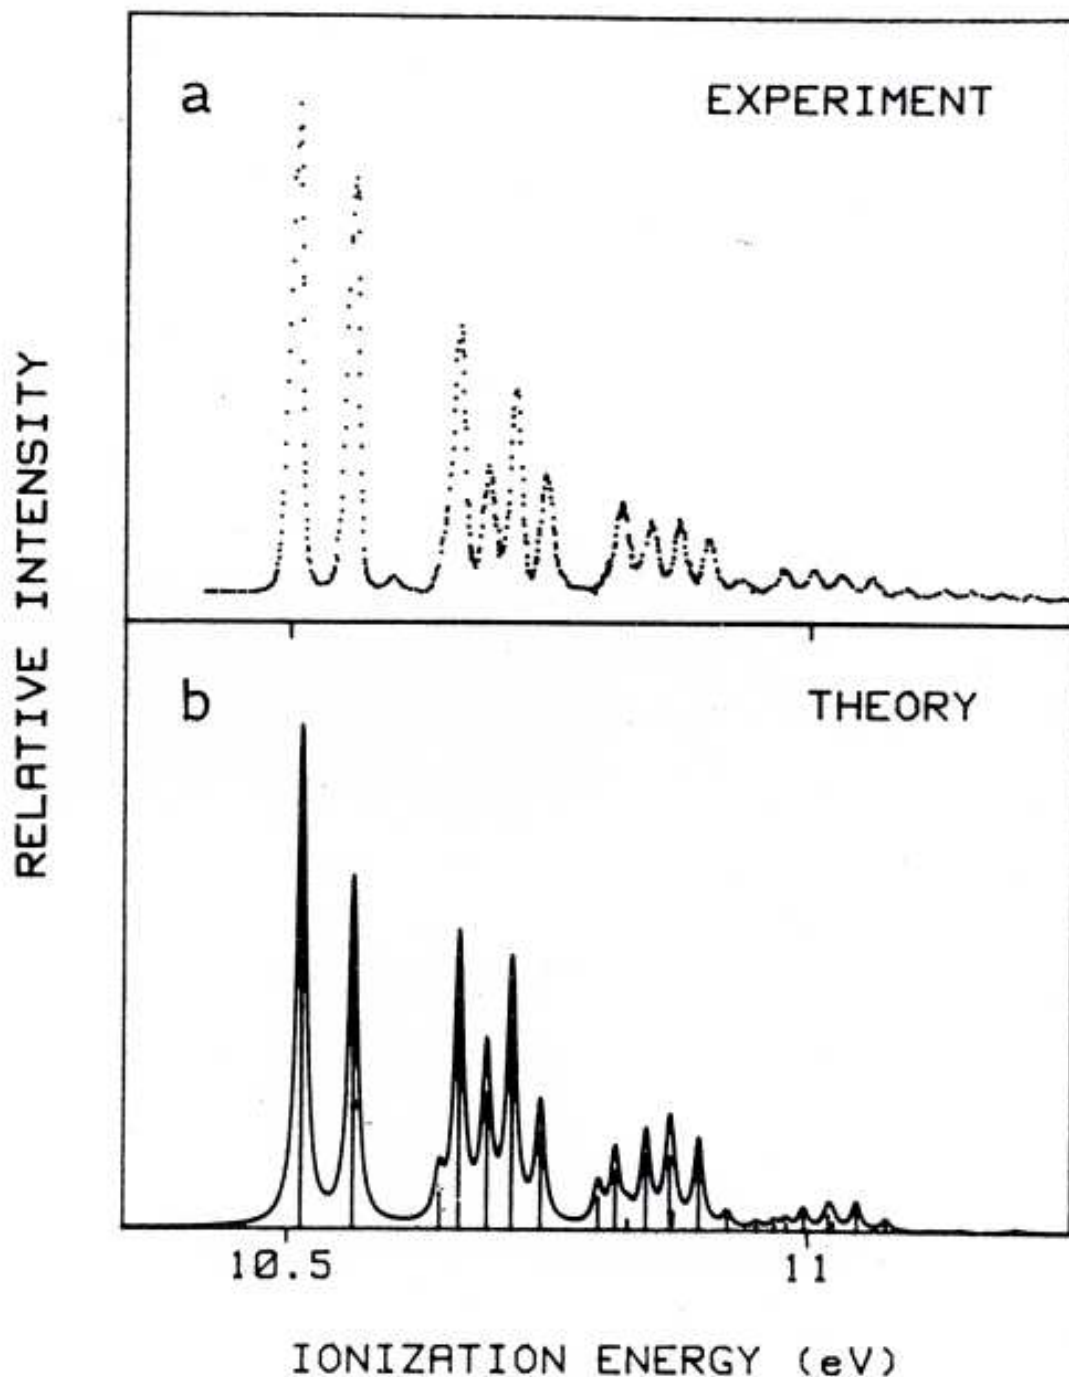 a
EXPERIMENT
RELATIVE INTENSITY
b
THEORY
10.5
11
IONIZATION ENERGY (eV)